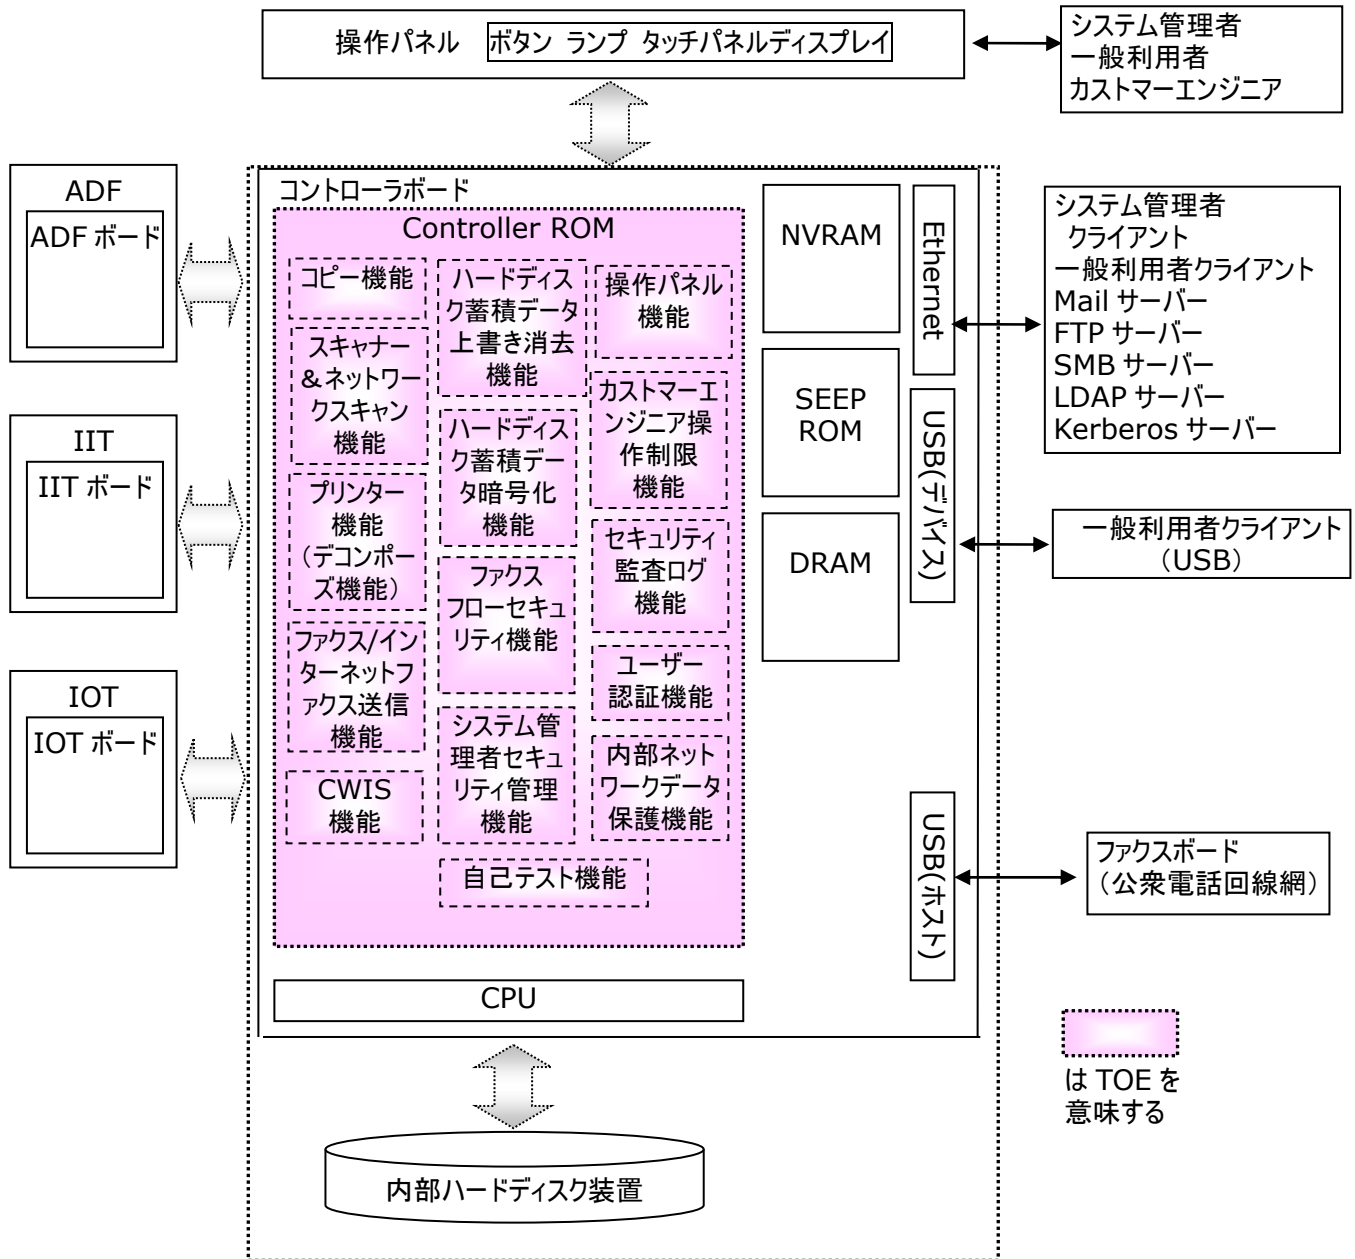 操作パネル ボタン ランプ タッチパネルディスプレイ
システム管理者
一般利用者
カストマーエンジニア
ADF
ADF ボード
IIT
IIT ボード
IOT
IOT ボード
コントローラボード
Controller ROM
コピー機能
スキャナー
&ネットワー
クスキャン
機能
プリンター
機能
(デコンポー
ズ機能)
ファクス/イン
ターネットフ
ァクス送信
機能
CWIS
機能
ハードディス
ク蓄積データ
上書き消去
機能
ハードディス
ク蓄積デー
タ暗号化
機能
ファクス
フローセキュ
リティ機能
システム管
理者セキュ
リティ管理
機能
自己テスト機能
操作パネル
機能
カストマーエ
ンジニア操
作制限
機能
セキュリティ
監査ログ
機能
ユーザー
認証機能
内部ネット
ワークデータ
保護機能
CPU
NVRAM
SEEP
ROM
DRAM
Ethernet
USB(デバイス)
USB(ホスト)
システム管理者
クライアント
一般利用者クライアント
Mail サーバー
FTP サーバー
SMB サーバー
LDAP サーバー
Kerberos サーバー
一般利用者クライアント
(USB)
ファクスボード
(公衆電話回線網)
は TOE を
意味する
内部ハードディスク装置